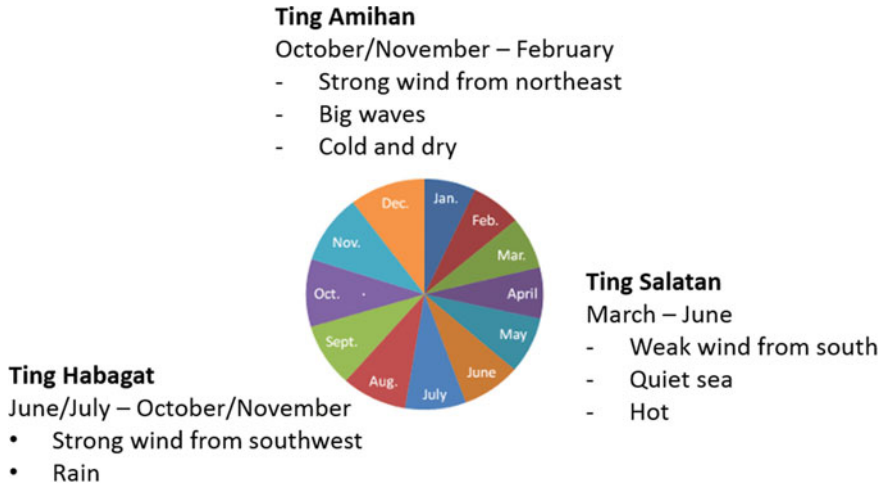 Ting Amihan
October/November – February
- Strong wind from northeast
- Big waves
- Cold and dry
Jan.
Feb.
Mar.
April
May
June
July
Aug.
Sept.
Oct.
Nov.
Dec.
Ting Salatan
March – June
- Weak wind from south
- Quiet sea
- Hot
Ting Habagat
June/July – October/November
• Strong wind from southwest
• Rain